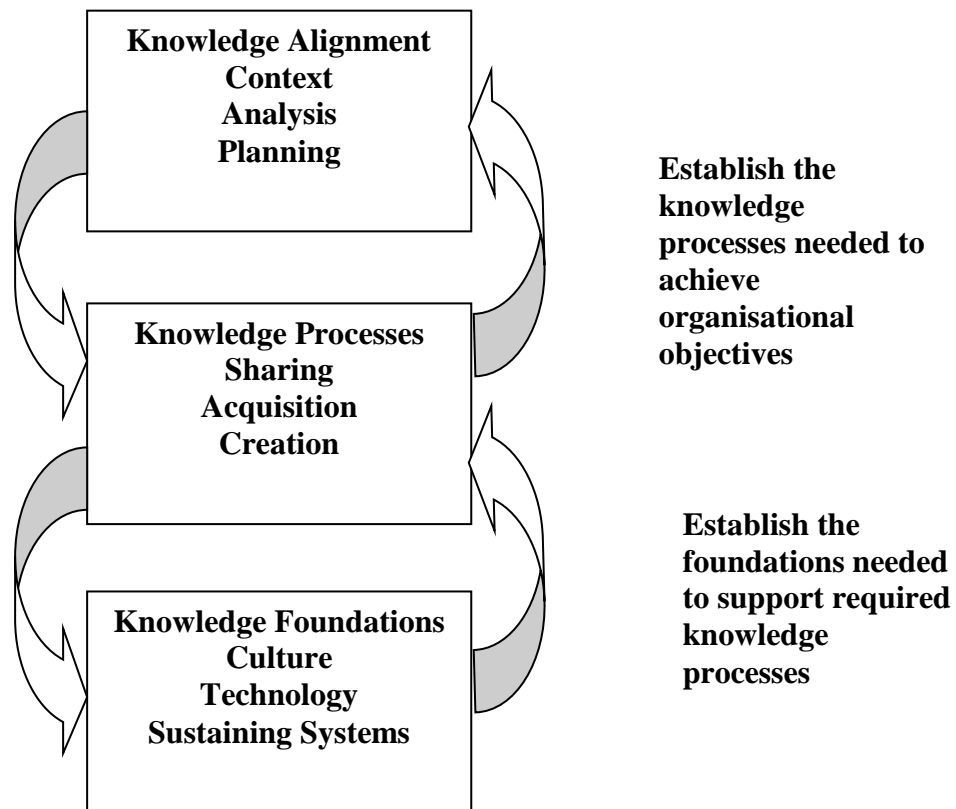 Knowledge Alignment
Context
Analysis
Planning
Establish the
knowledge
processes needed to
achieve
organisational
objectives
Knowledge Processes
Sharing
Acquisition
Creation
Establish the
foundations needed
to support required
knowledge
processes
Knowledge Foundations
Culture
Technology
Sustaining Systems